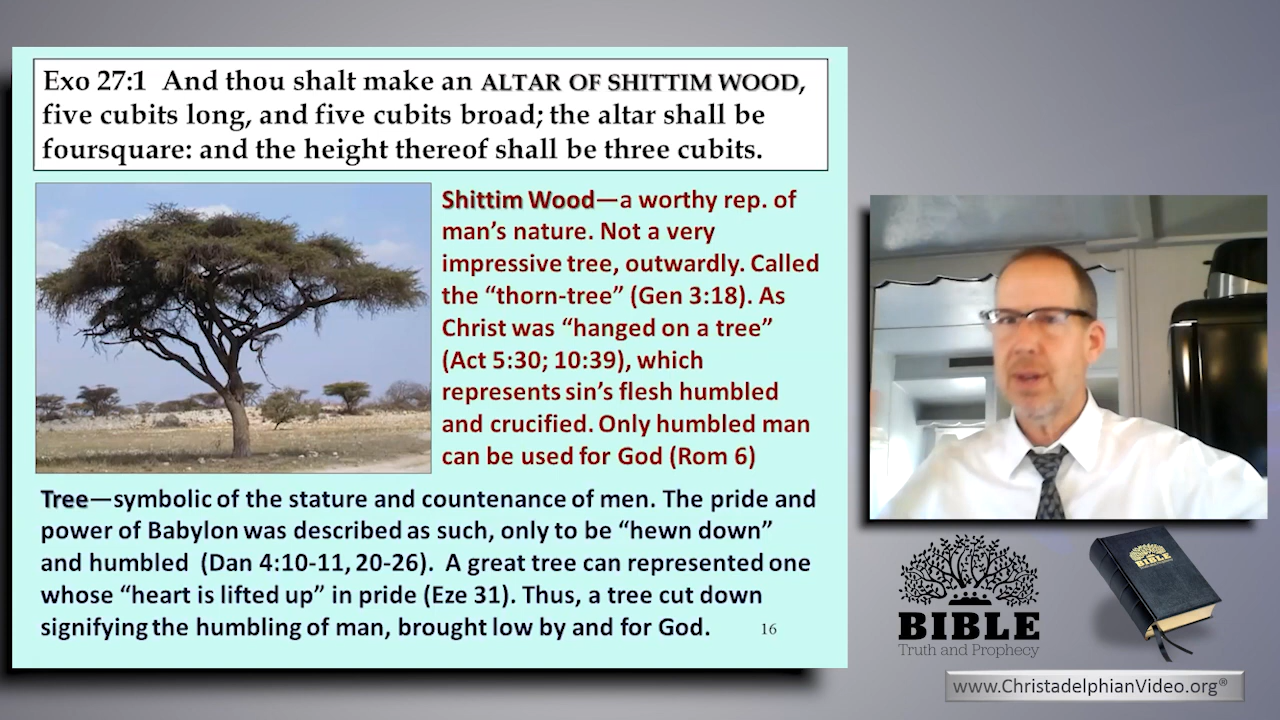 Exo 27:1 And thou shalt make an ALTAR OF SHITTIM WOOD,
five cubits long, and five cubits broad; the altar shall be
foursquare: and the height thereof shall be three cubits.
Shittim Wood—a worthy rep. of
man's nature. Not a very
impressive tree, outwardly. Called
the “thorn-tree” (Gen 3:18). As
Christ was “hanged on a tree”
(Act 5:30; 10:39), which
represents sin's flesh humbled
and crucified. Only humbled man
can be used for God (Rom 6)
Tree—symbolic of the stature and countenance of men. The pride and
power of Babylon was described as such, only to be “hewn down”
and humbled (Dan 4:10-11, 20-26). A great tree can represented one
whose “heart is lifted up” in pride (Eze 31). Thus, a tree cut down
signifying the humbling of man, brought low by and for God.
16
BIBLE
Truth and Prophecy
BIBLE
www.ChristadelphianVideo.org®